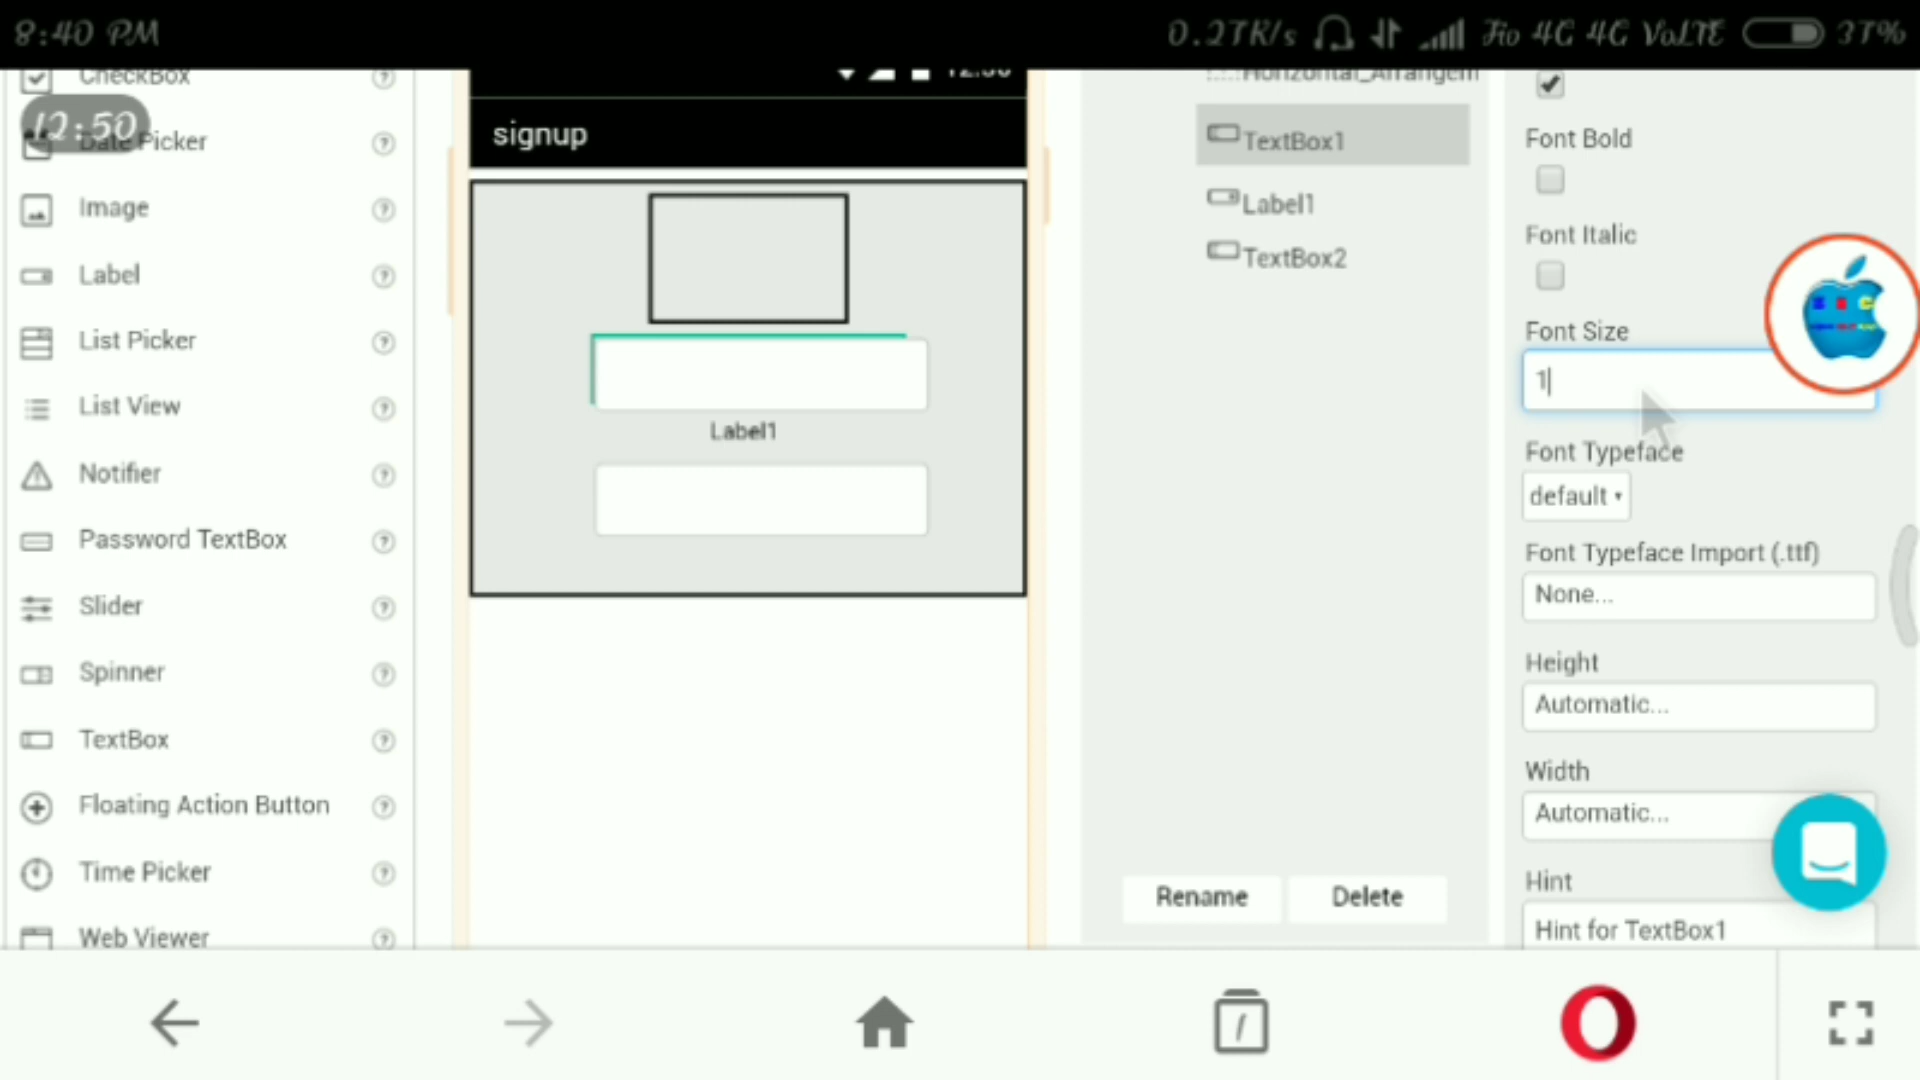 8:40 PM
0.27K/s Jio 4G 4G VoLTE 37%
CheckBox
12:50
Date Picker
Image
Label
List Picker
List View
Notifier
Password TextBox
Slider
Spinner
TextBox
Floating Action Button
Time Picker
Web Viewer
signup
Label1
Horizontal_Arrangem
TextBox1
Label1
TextBox2
Rename
Delete
Font Bold
Font Italic
Font Size
1
Font Typeface
default
Font Typeface Import (.ttf)
None...
Height
Automatic...
Width
Automatic...
Hint
Hint for TextBox1